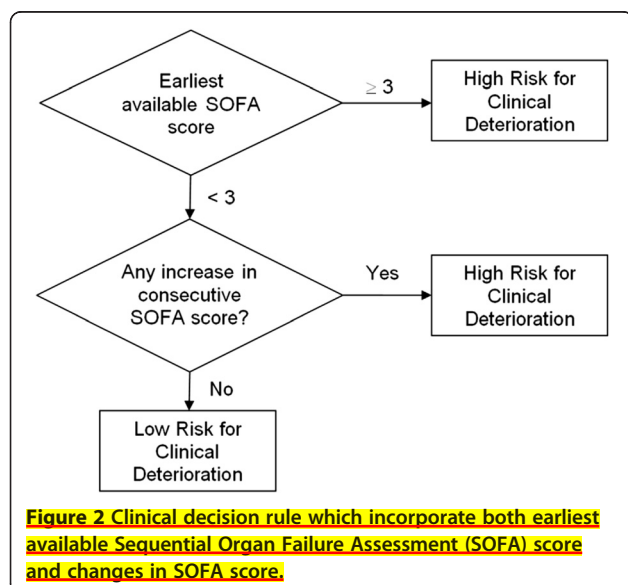 Earliest
available SOFA
score
≥ 3
High Risk for
Clinical
Deterioration
< 3
Any increase in
consecutive
SOFA score?
Yes
High Risk for
Clinical
Deterioration
No
Low Risk for
Clinical
Deterioration
Figure 2 Clinical decision rule which incorporate both earliest
available Sequential Organ Failure Assessment (SOFA) score
and changes in SOFA score.